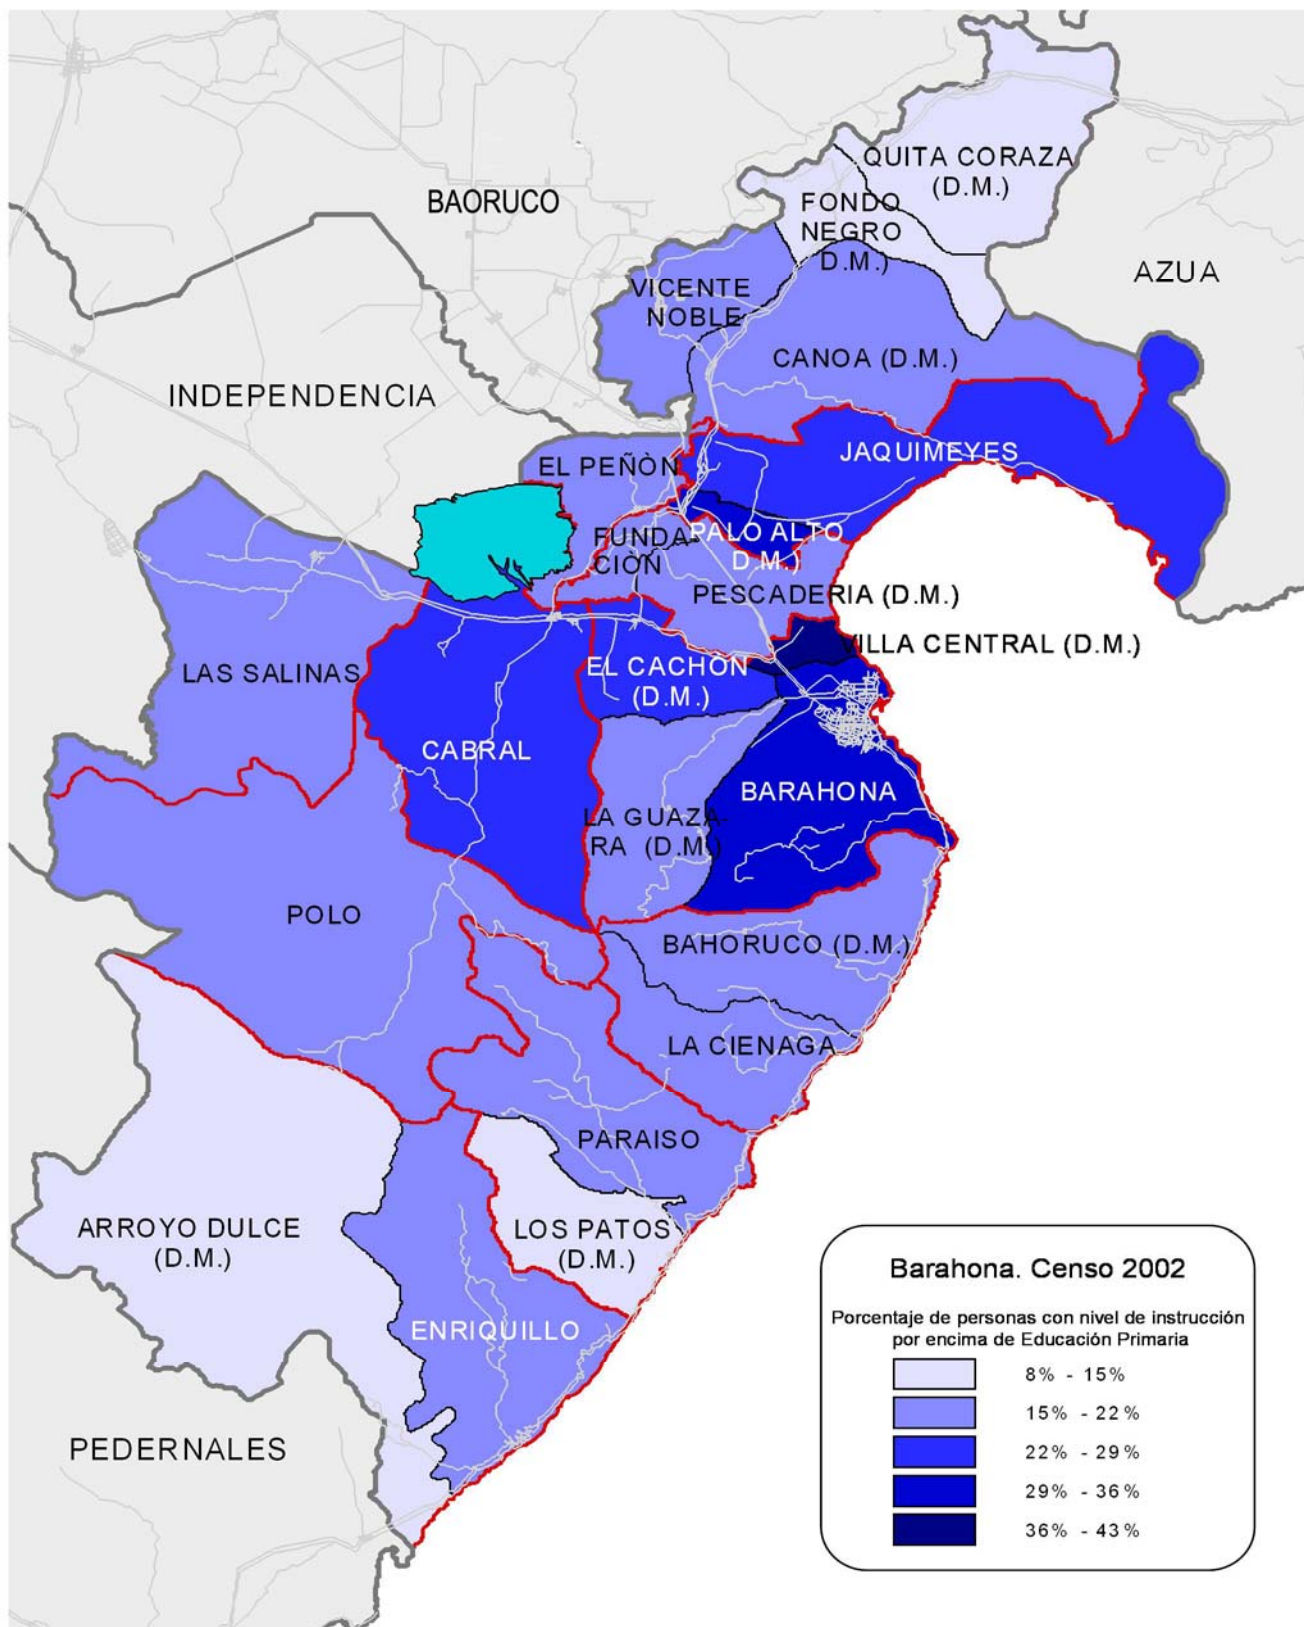 QUITA CORAZA
(D.M.)
FONDO
NEGRO
D.M.)
BAORUCO
AZUA
VICENTE
NOBLE
CANOA (D.M.)
INDEPENDENCIA
JAQUIMEYES
EL PEÑÒN
FUNDA-
CIÒN
PALO ALTO
D.M.)
PESCADERIA (D.M.)
VILLA CENTRAL (D.M.)
LAS SALINAS
EL CACHÒN
(D.M.)
CABRAL
BARAHONA
LA GUAZA-
RA (D.M.)
POLO
BAHORUCO (D.M.)
LA CIENAGA
PARAISO
ARROYO DULCE
(D.M.)
LOS PATOS
(D.M.)
ENRIQUILLO
PEDERNALES
Barahona. Censo 2002
Porcentaje de personas con nivel de instrucción
por encima de Educación Primaria
8% - 15%
15% - 22%
22% - 29%
29% - 36%
36% - 43%